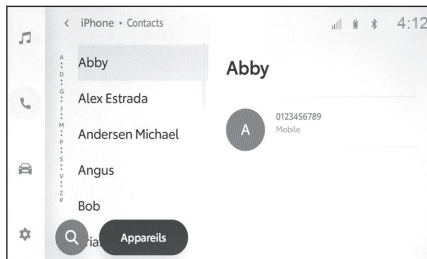 iPhone • Contacts
4:12
A
D
G
J
M
P
S
V
Z
#
Abby
Alex Estrada
Andersen Michael
Angus
Bob
Appareils
Abby
A
0123456789
Mobile